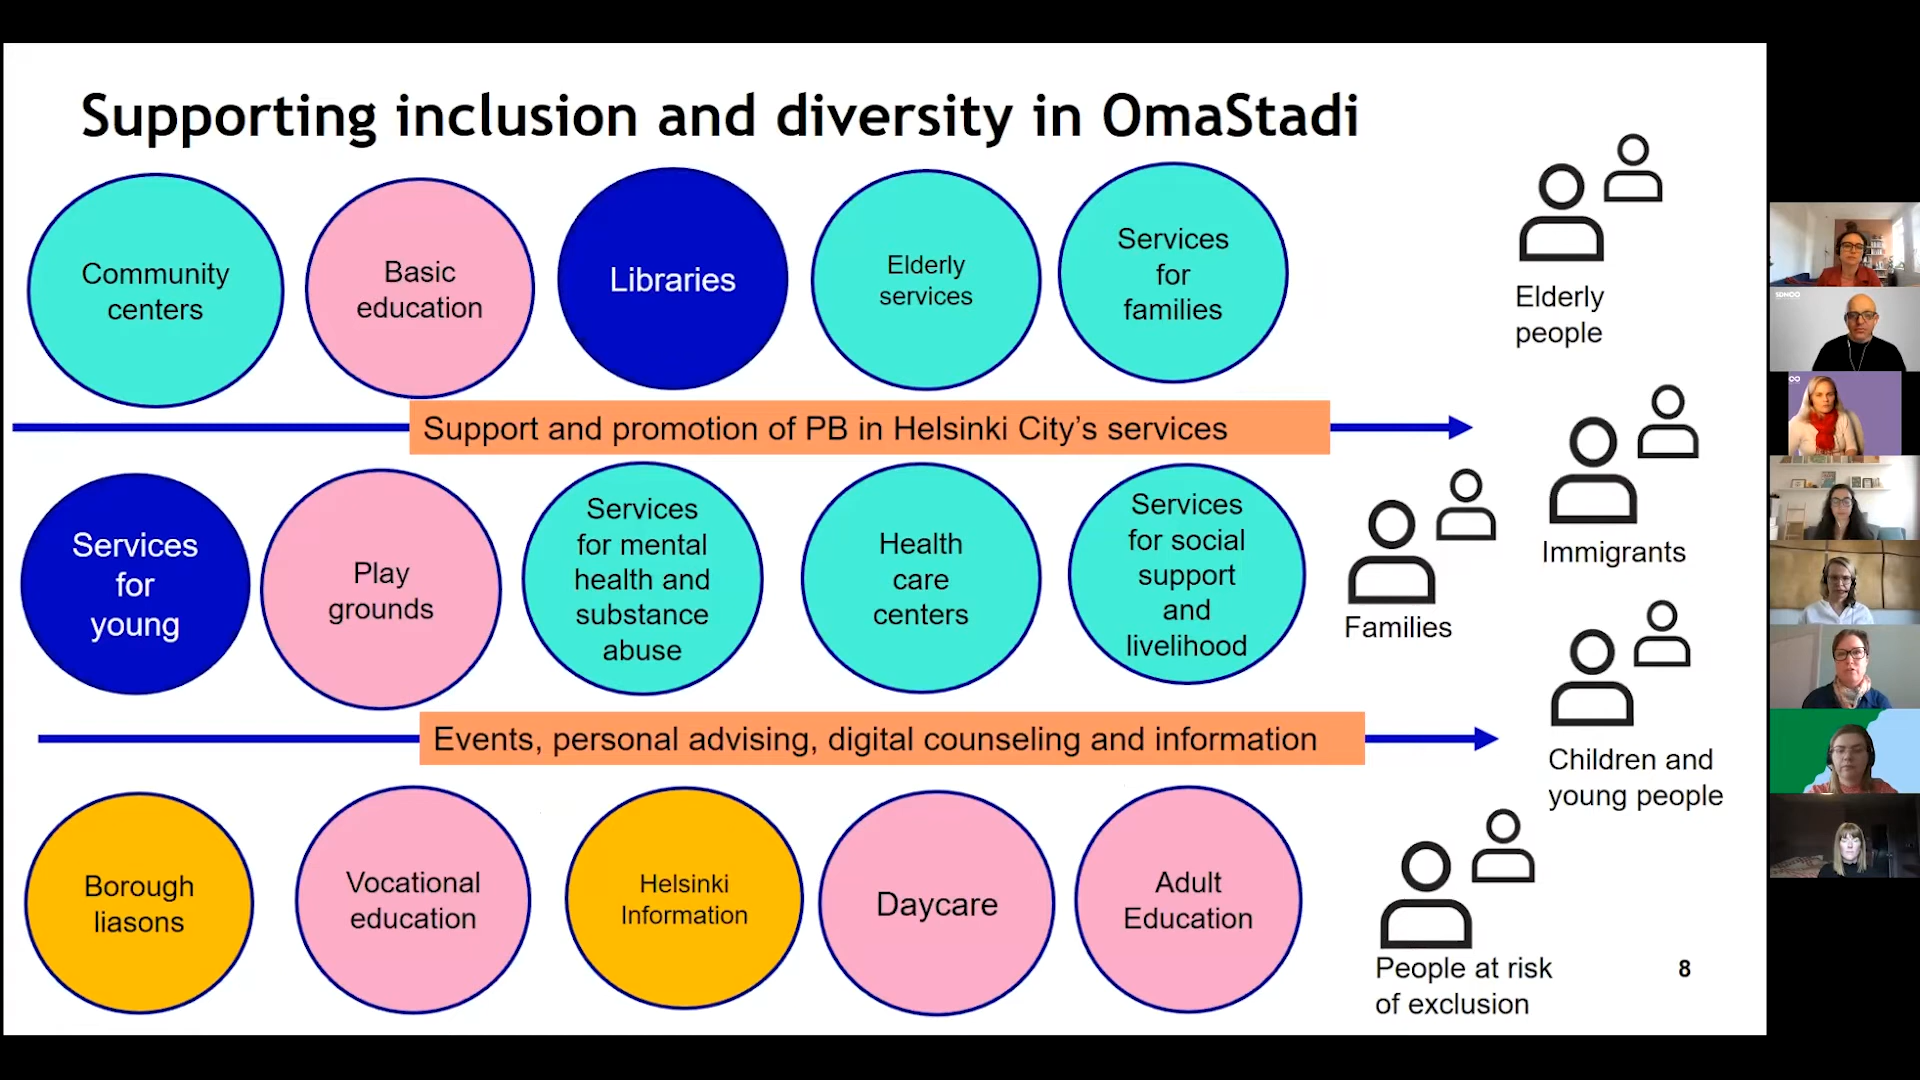 Supporting inclusion and diversity in OmaStadi
Community
centers
Basic
education
Libraries
Elderly
services
Services
for
families
Elderly
people
Support and promotion of PB in Helsinki City's services
Services
for
young
Play
grounds
Services
for mental
health and
substance
abuse
Health
care
centers
Services
for social
support
and
livelihood
Families
Immigrants
Events, personal advising, digital counseling and information
Children and
young people
Borough
liasons
Vocational
education
Helsinki
Information
Daycare
Adult
Education
People at risk
of exclusion
8